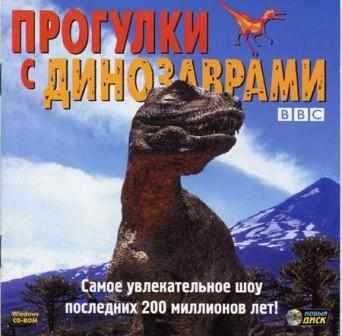 ПРОГУЛКИ
С ДИНОЗАВРАМИ
BBC
Самое увлекательное шоу
последних 200 миллионов лет!
Windows
CD-ROM
НОВЫЙ
ДИСК